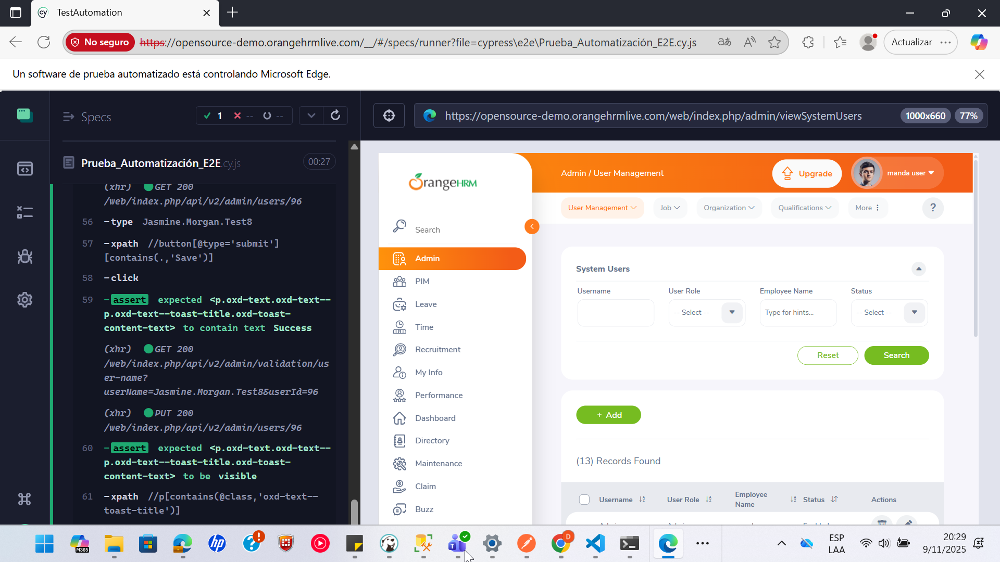 TestAutomation
No seguro
https://opensource-demo.orangehrmlive.com/__/#/specs/runner?file=cypress\e2e\Prueba_Automatización_E2E.cy.js
Actualizar
Un software de prueba automatizado está controlando Microsoft Edge.
Specs
1
--
--
https://opensource-demo.orangehrmlive.com/web/index.php/admin/viewSystemUsers
1000x660
77%
Prueba_Automatización_E2E.cy.js
00:27
(xhr) GET 200
/web/index.php/api/v2/admin/users/96
56 -type Jasmine.Morgan.Test8
57 -xpath //button[@type='submit']
[contains(.,'Save')]
58 -click
59 -assert expected <p.oxd-text.oxd-text--
p.oxd-text--toast-title.oxd-toast-
content-text> to contain text Success
(xhr) GET 200
/web/index.php/api/v2/admin/validation/us
er-name?
userName=Jasmine.Morgan.Test8&userId=96
(xhr) PUT 200
/web/index.php/api/v2/admin/users/96
60 -assert expected <p.oxd-text.oxd-text--
p.oxd-text--toast-title.oxd-toast-
content-text> to be visible
61 -xpath //p[contains(@class,'oxd-text--
toast-title')]
OrangeHRM
Search
Admin
PIM
Leave
Time
Recruitment
My Info
Performance
Dashboard
Directory
Maintenance
Claim
Buzz
Admin / User Management
Upgrade
manda user
User Management
Job
Organization
Qualifications
More
?
System Users
Username
User Role
Employee Name
Status
-- Select --
Type for hints...
-- Select --
Reset
Search
+ Add
(13) Records Found
Username
User Role
Employee
Name
Status
Actions
M365
D
ESP
LAA
20:29
9/11/2025